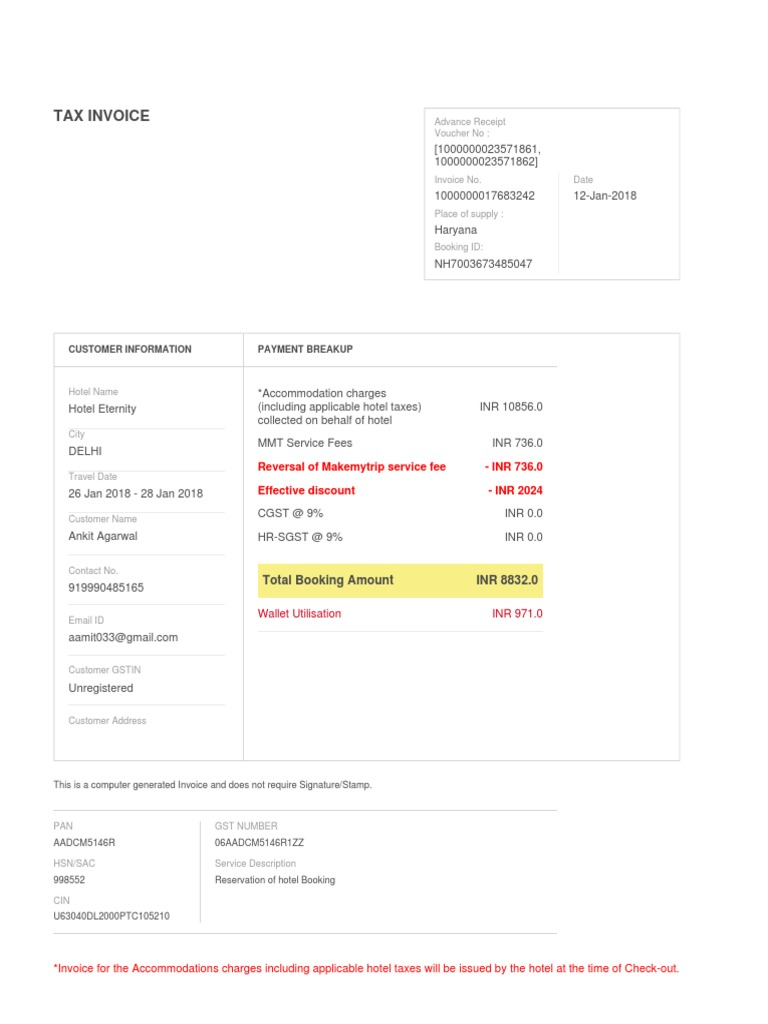 TAX INVOICE
Advance Receipt
Voucher No :
[1000000023571861,
1000000023571862]
Invoice No.
Date
1000000017683242
12-Jan-2018
Place of supply :
Haryana
Booking ID:
NH7003673485047
CUSTOMER INFORMATION
Hotel Name
Hotel Eternity
City
DELHI
Travel Date
26 Jan 2018 - 28 Jan 2018
Customer Name
Ankit Agarwal
Contact No.
919990485165
Email ID
aamit033@gmail.com
Customer GSTIN
Unregistered
Customer Address
PAYMENT BREAKUP
*Accommodation charges
(including applicable hotel taxes) INR 10856.0
collected on behalf of hotel
MMT Service Fees INR 736.0
Reversal of Makemytrip service fee - INR 736.0
Effective discount - INR 2024
CGST @ 9% INR 0.0
HR-SGST @ 9% INR 0.0
Total Booking Amount INR 8832.0
Wallet Utilisation INR 971.0
This is a computer generated Invoice and does not require Signature/Stamp.
PAN
AADCM5146R
HSN/SAC
998552
CIN
U63040DL2000PTC105210
GST NUMBER
06AADCM5146R1ZZ
Service Description
Reservation of hotel Booking
*Invoice for the Accommodations charges including applicable hotel taxes will be issued by the hotel at the time of Check-out.